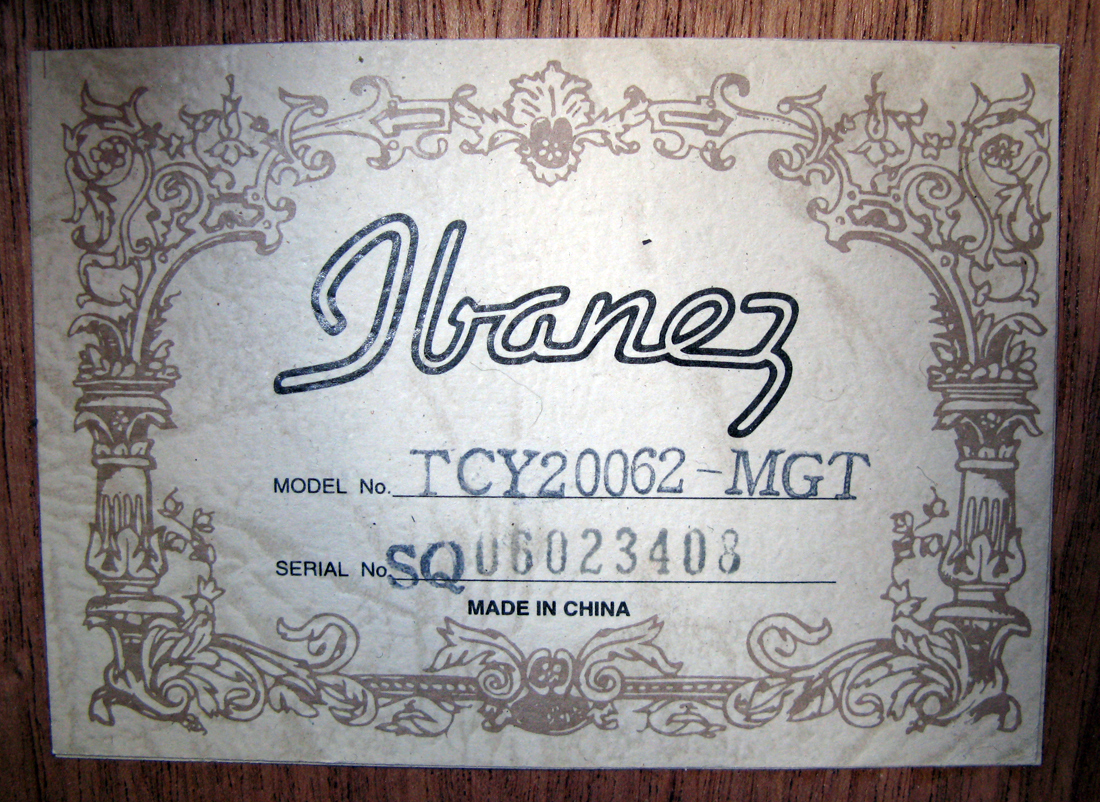 Ibanez
MODEL No. TCY20062-MGT
SERIAL No. SQ06023408
MADE IN CHINA